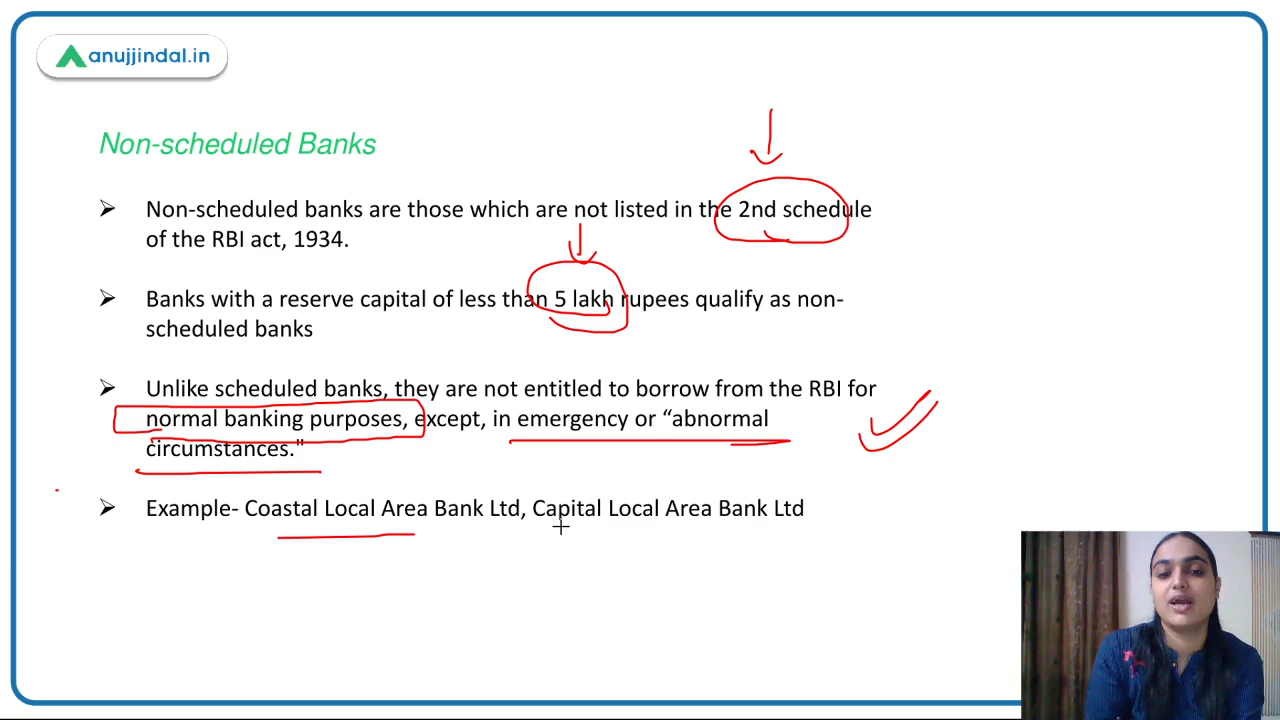 anujjindal.in
Non-scheduled Banks
Non-scheduled banks are those which are not listed in the 2nd schedule
of the RBI act, 1934.
Banks with a reserve capital of less than 5 lakh rupees qualify as non-
scheduled banks
Unlike scheduled banks, they are not entitled to borrow from the RBI for
normal banking purposes, except, in emergency or “abnormal
circumstances."
Example- Coastal Local Area Bank Ltd, Capital Local Area Bank Ltd